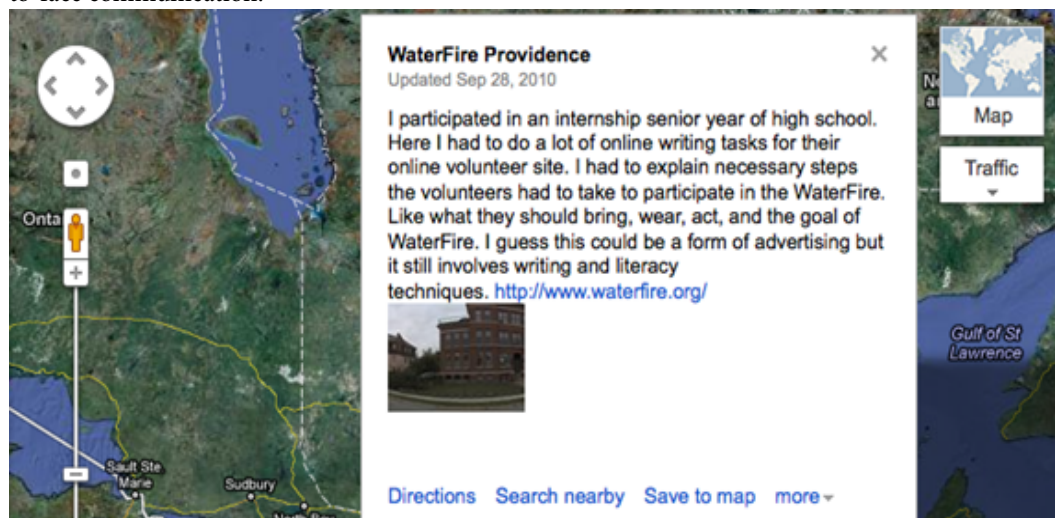 to-face communication.
WaterFire Providence
×
Updated Sep 28, 2010
I participated in an internship senior year of high school.
Here I had to do a lot of online writing tasks for their
online volunteer site. I had to explain necessary steps
the volunteers had to take to participate in the WaterFire.
Like what they should bring, wear, act, and the goal of
WaterFire. I guess this could be a form of advertising but
it still involves writing and literacy
techniques. http://www.waterfire.org/
Directions Search nearby Save to map more
Map
Traffic
Onta
Gulf of St
Lawrence
Sault Ste
Marie
Sudbury